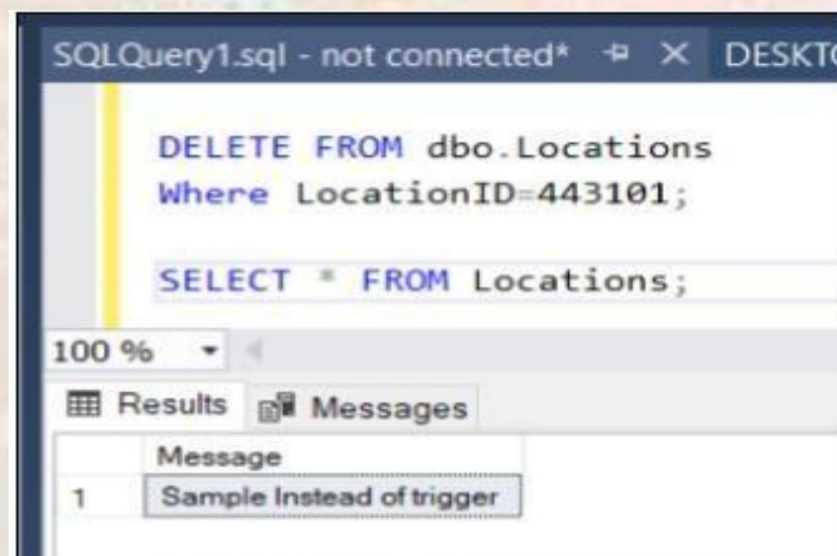 SQLQuery1.sql - not connected* DESKTO
DELETE FROM dbo.Locations
Where LocationID=443101;
SELECT * FROM Locations;
100 %
Results Messages
Message
1 Sample Instead of trigger